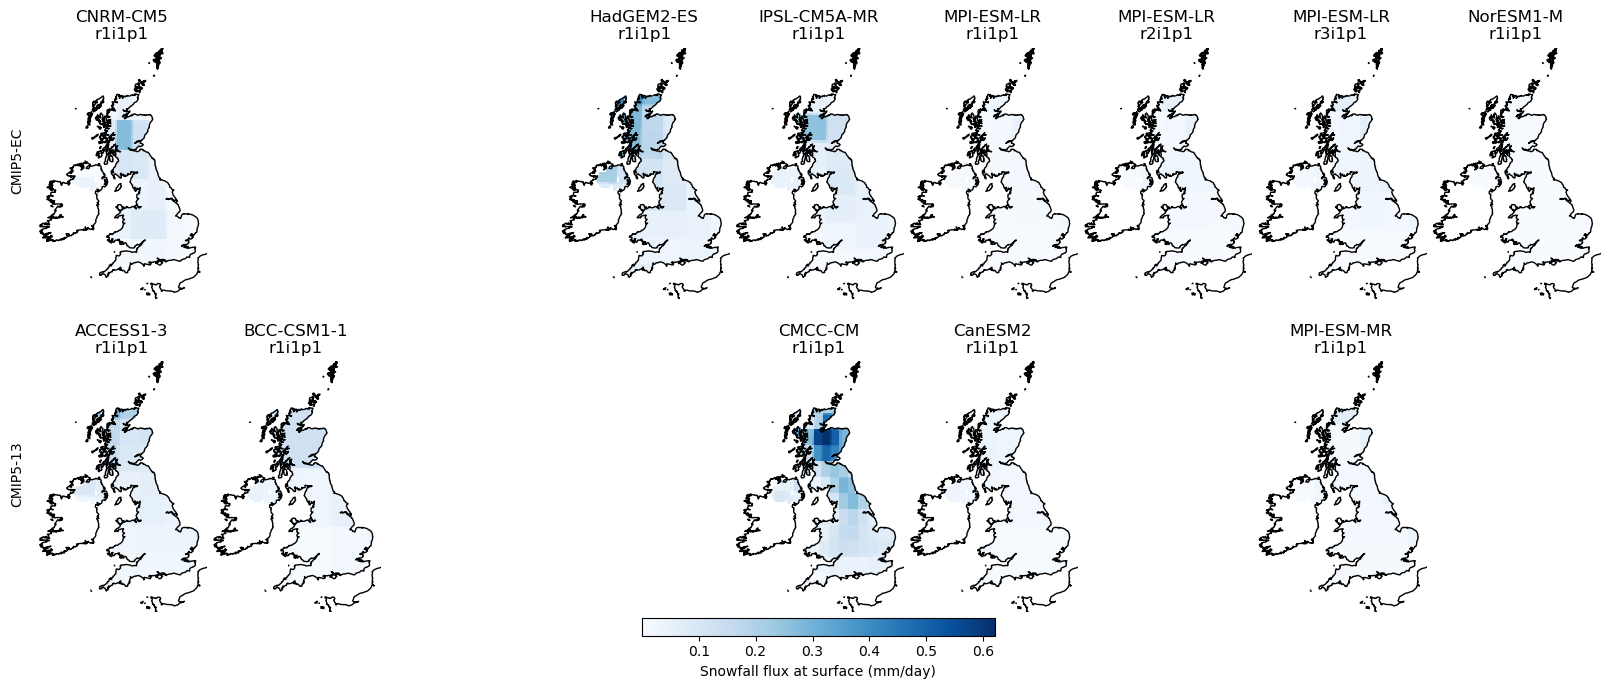 CNRM-CM5
r1i1p1
HadGEM2-ES
r1i1p1
IPSL-CM5A-MR
r1i1p1
MPI-ESM-LR
r1i1p1
MPI-ESM-LR
r2i1p1
MPI-ESM-LR
r3i1p1
NorESM1-M
r1i1p1
CMIP5-EC
ACCESS1-3
r1i1p1
BCC-CSM1-1
r1i1p1
CMCC-CM
r1i1p1
CanESM2
r1i1p1
MPI-ESM-MR
r1i1p1
CMIP5-13
0.1 0.2 0.3 0.4 0.5 0.6
Snowfall flux at surface (mm/day)